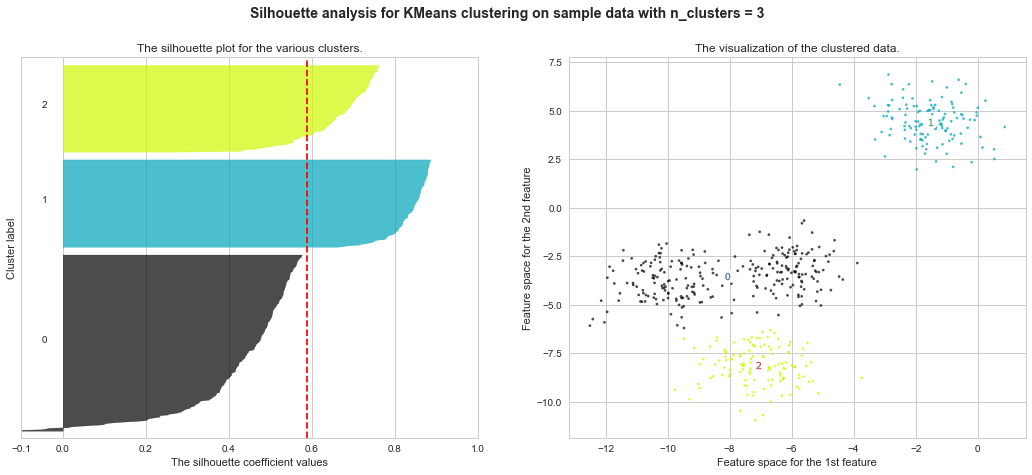 Silhouette analysis for KMeans clustering on sample data with n_clusters = 3
The silhouette plot for the various clusters.
2
1
0
Cluster label
−0.1 0.0 0.2 0.4 0.6 0.8 1.0
The silhouette coefficient values
The visualization of the clustered data.
7.5
5.0
2.5
0.0
−2.5
−5.0
−7.5
−10.0
Feature space for the 2nd feature
1
0
2
−12 −10 −8 −6 −4 −2 0
Feature space for the 1st feature